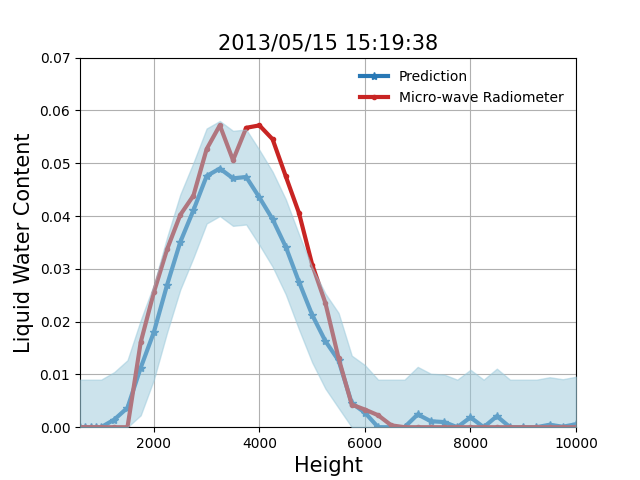 2013/05/15 15:19:38
0.07
0.06
0.05
0.04
0.03
0.02
0.01
0.00
Liquid Water Content
Prediction
Micro-wave Radiometer
2000 4000 6000 8000 10000
Height